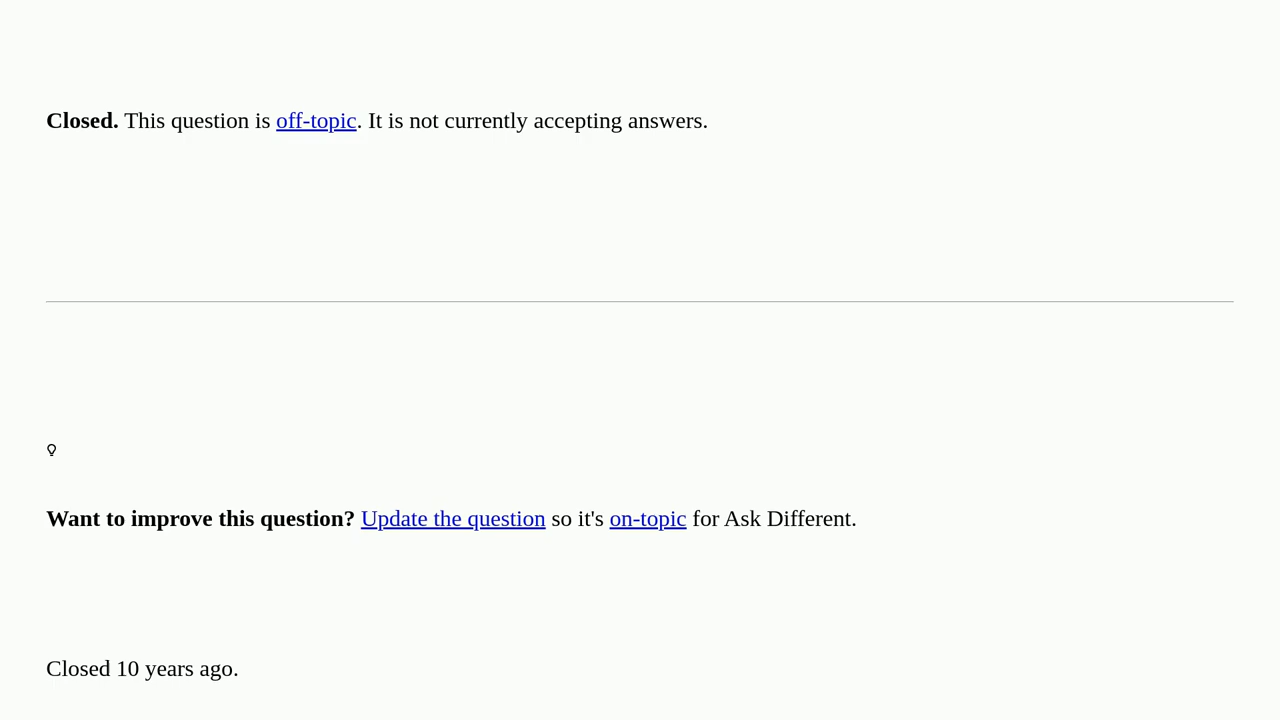 Closed. This question is off-topic. It is not currently accepting answers.
Want to improve this question? Update the question so it's on-topic for Ask Different.
Closed 10 years ago.